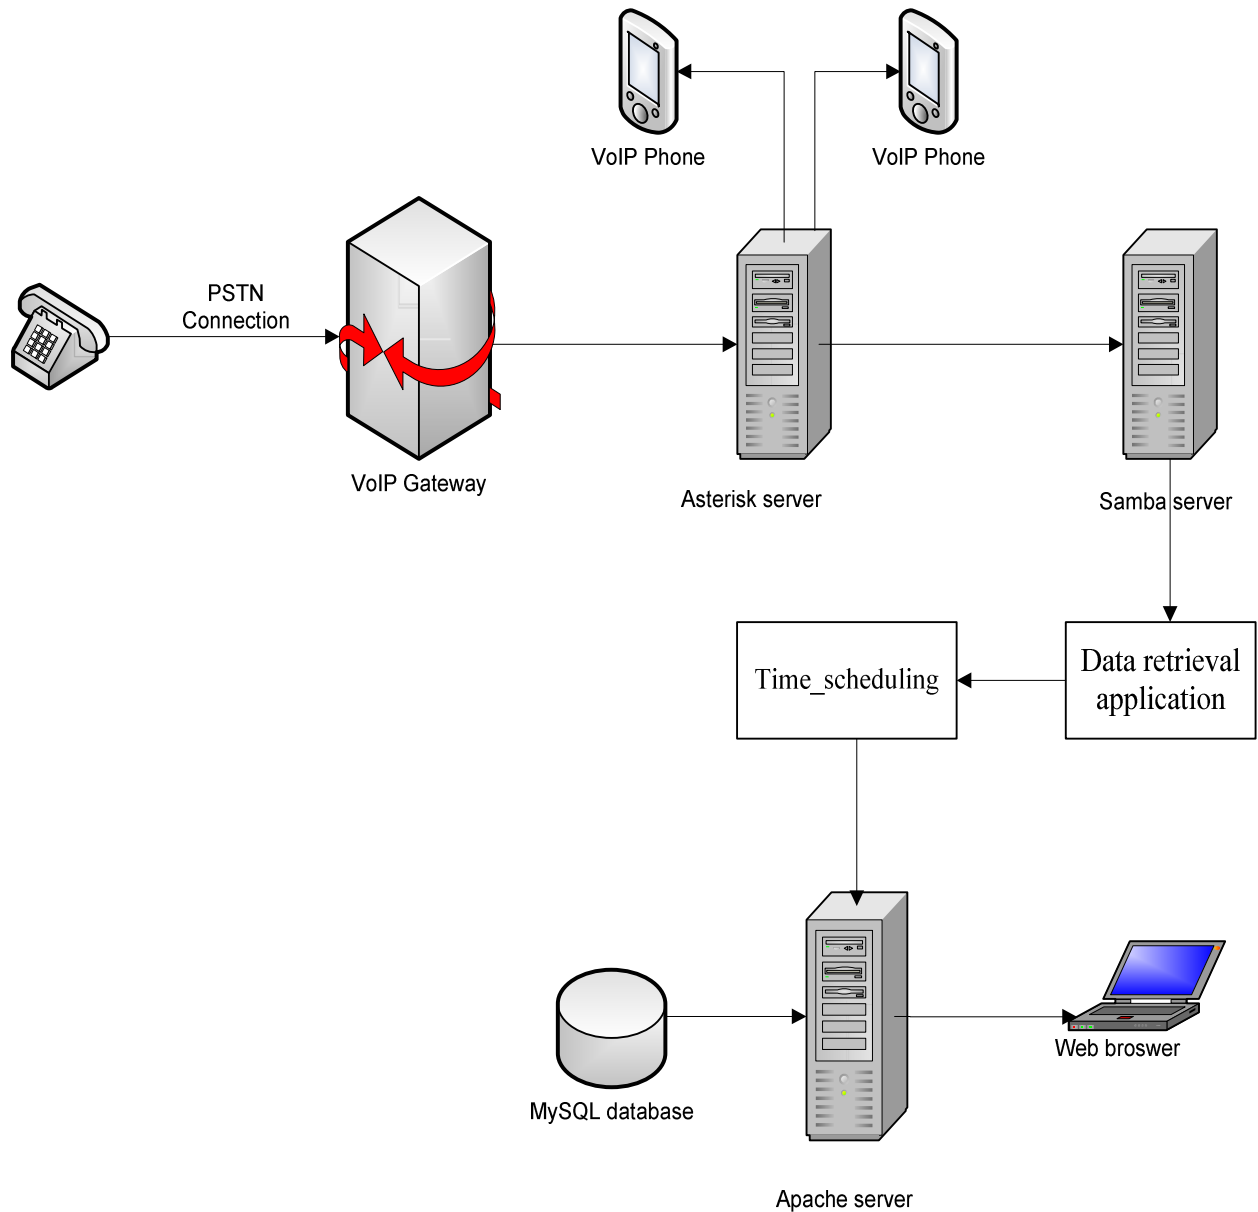 VoIP Phone
VoIP Phone
PSTN
Connection
VoIP Gateway
Asterisk server
Samba server
Time_scheduling
Data retrieval
application
Web broswer
MySQL database
Apache server